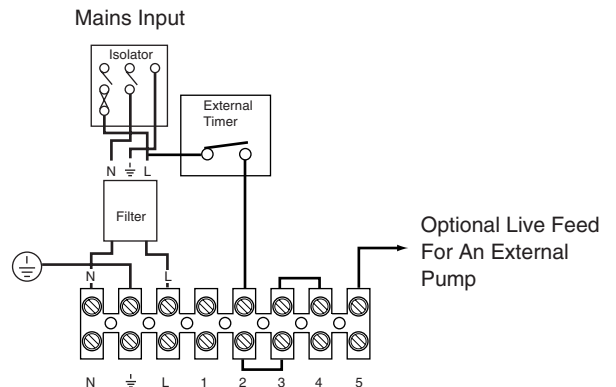 Mains Input
Isolator
External
Timer
N L
Filter
Optional Live Feed
For An External
Pump
N L
N L 1 2 3 4 5